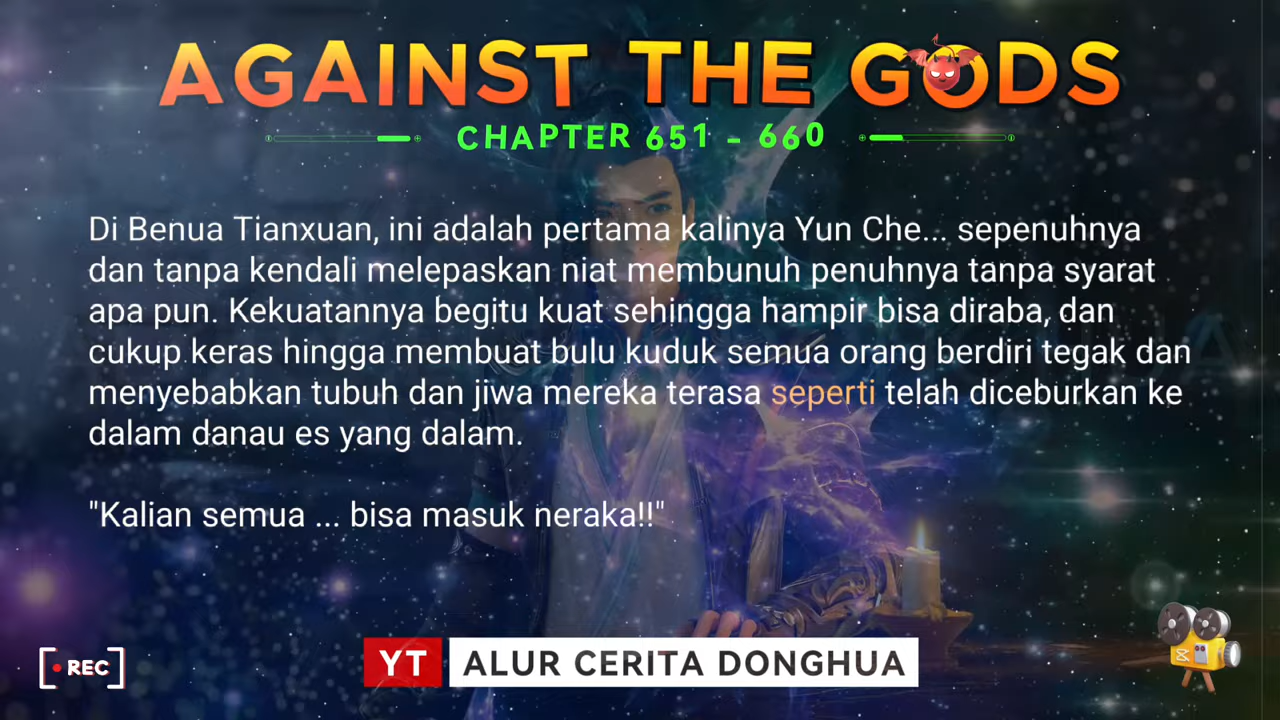 AGAINST THE GODS
CHAPTER 651 - 660
Di Benua Tianxuan, ini adalah pertama kalinya Yun Che... sepenuhnya
dan tanpa kendali melepaskan niat membunuh penuhnya tanpa syarat
apa pun. Kekuatannya begitu kuat sehingga hampir bisa diraba, dan
cukup keras hingga membuat bulu kuduk semua orang berdiri tegak dan
menyebabkan tubuh dan jiwa mereka terasa seperti telah diceburkan ke
dalam danau es yang dalam.
"Kalian semua ... bisa masuk neraka!!"
REC
YT ALUR CERITA DONGHUA